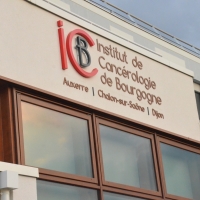 iCB
Institut de
Cancérologie
de Bourgogne
Auxerre | Chalon-sur-Saône | Dijon